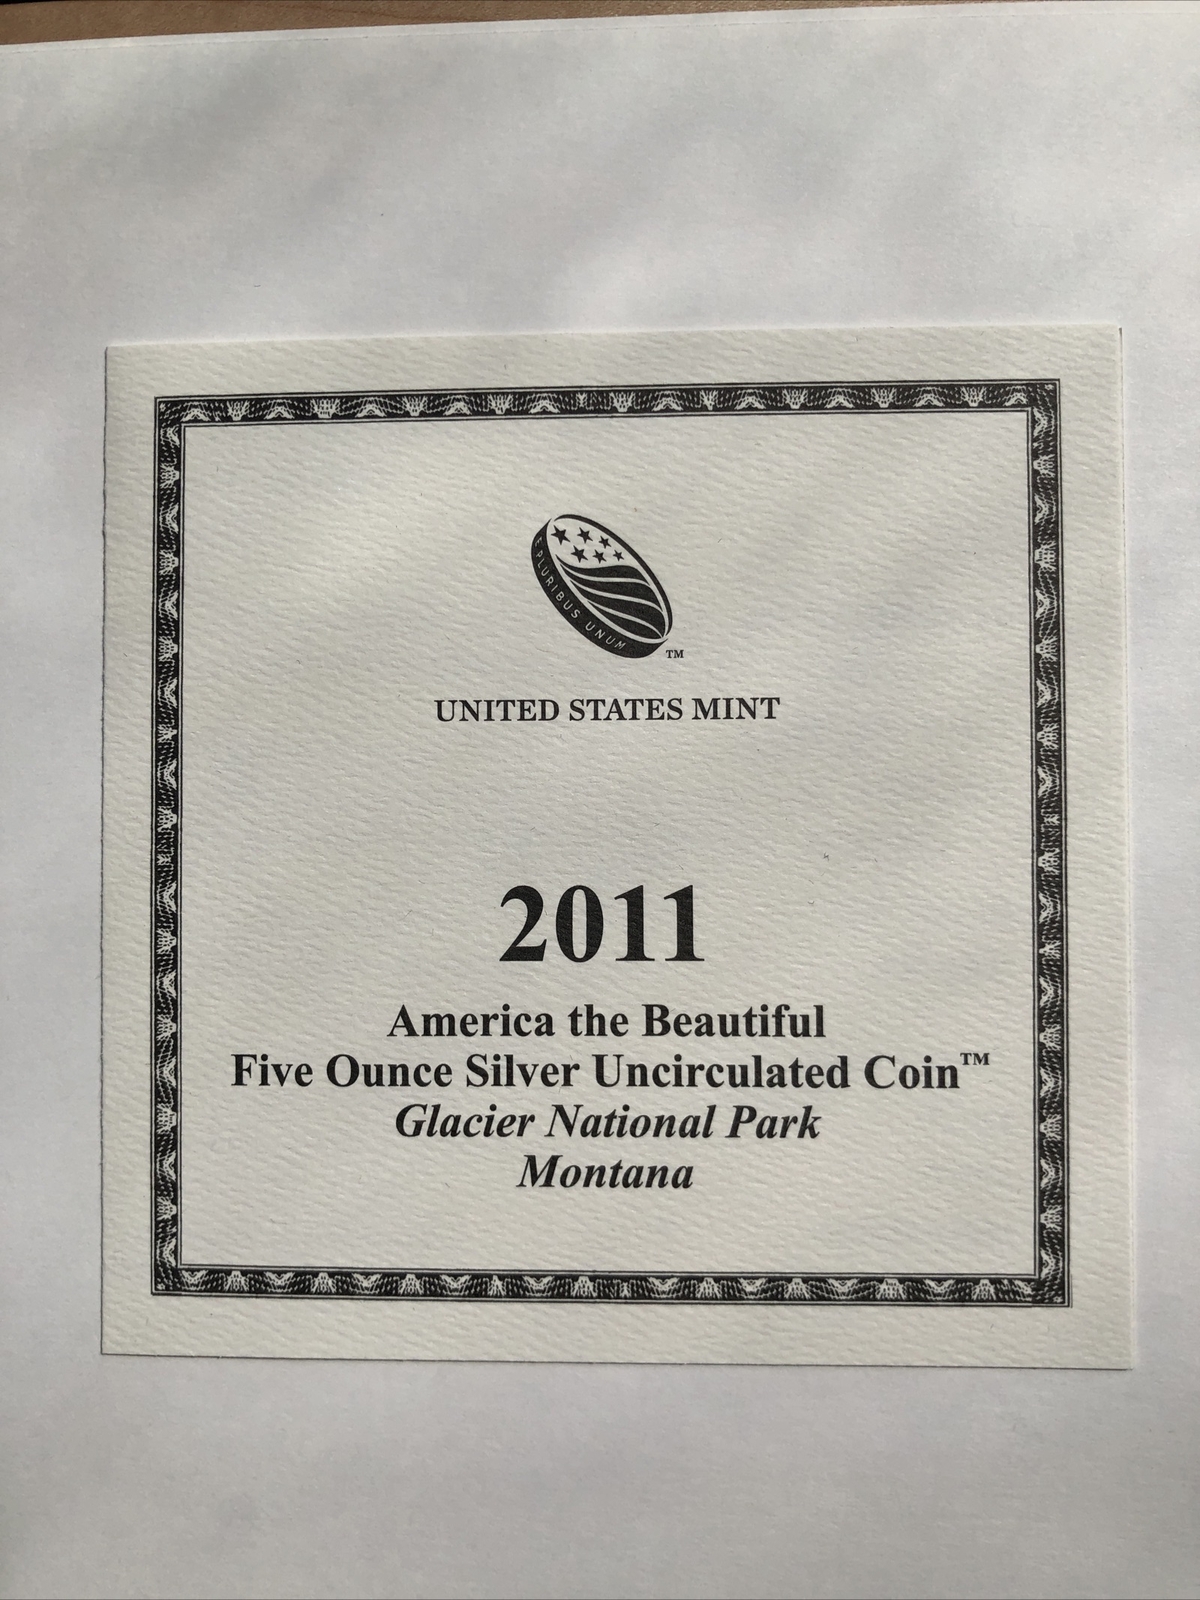 E PLURIBUS UNUM
TM
UNITED STATES MINT
2011
America the Beautiful
Five Ounce Silver Uncirculated Coin™
Glacier National Park
Montana